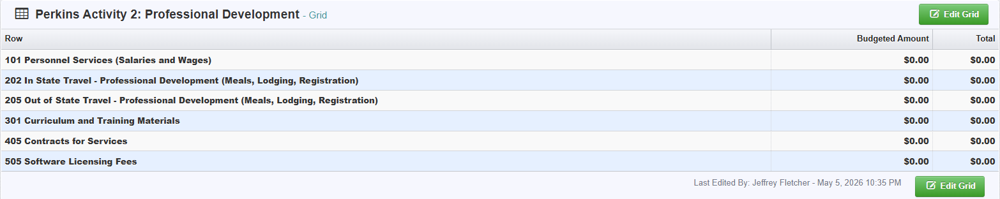 Perkins Activity 2: Professional Development - Grid Edit Grid
Row Budgeted Amount Total
101 Personnel Services (Salaries and Wages) $0.00 $0.00
202 In State Travel - Professional Development (Meals, Lodging, Registration) $0.00 $0.00
205 Out of State Travel - Professional Development (Meals, Lodging, Registration) $0.00 $0.00
301 Curriculum and Training Materials $0.00 $0.00
405 Contracts for Services $0.00 $0.00
505 Software Licensing Fees $0.00 $0.00
Last Edited By: Jeffrey Fletcher - May 5, 2026 10:35 PM Edit Grid